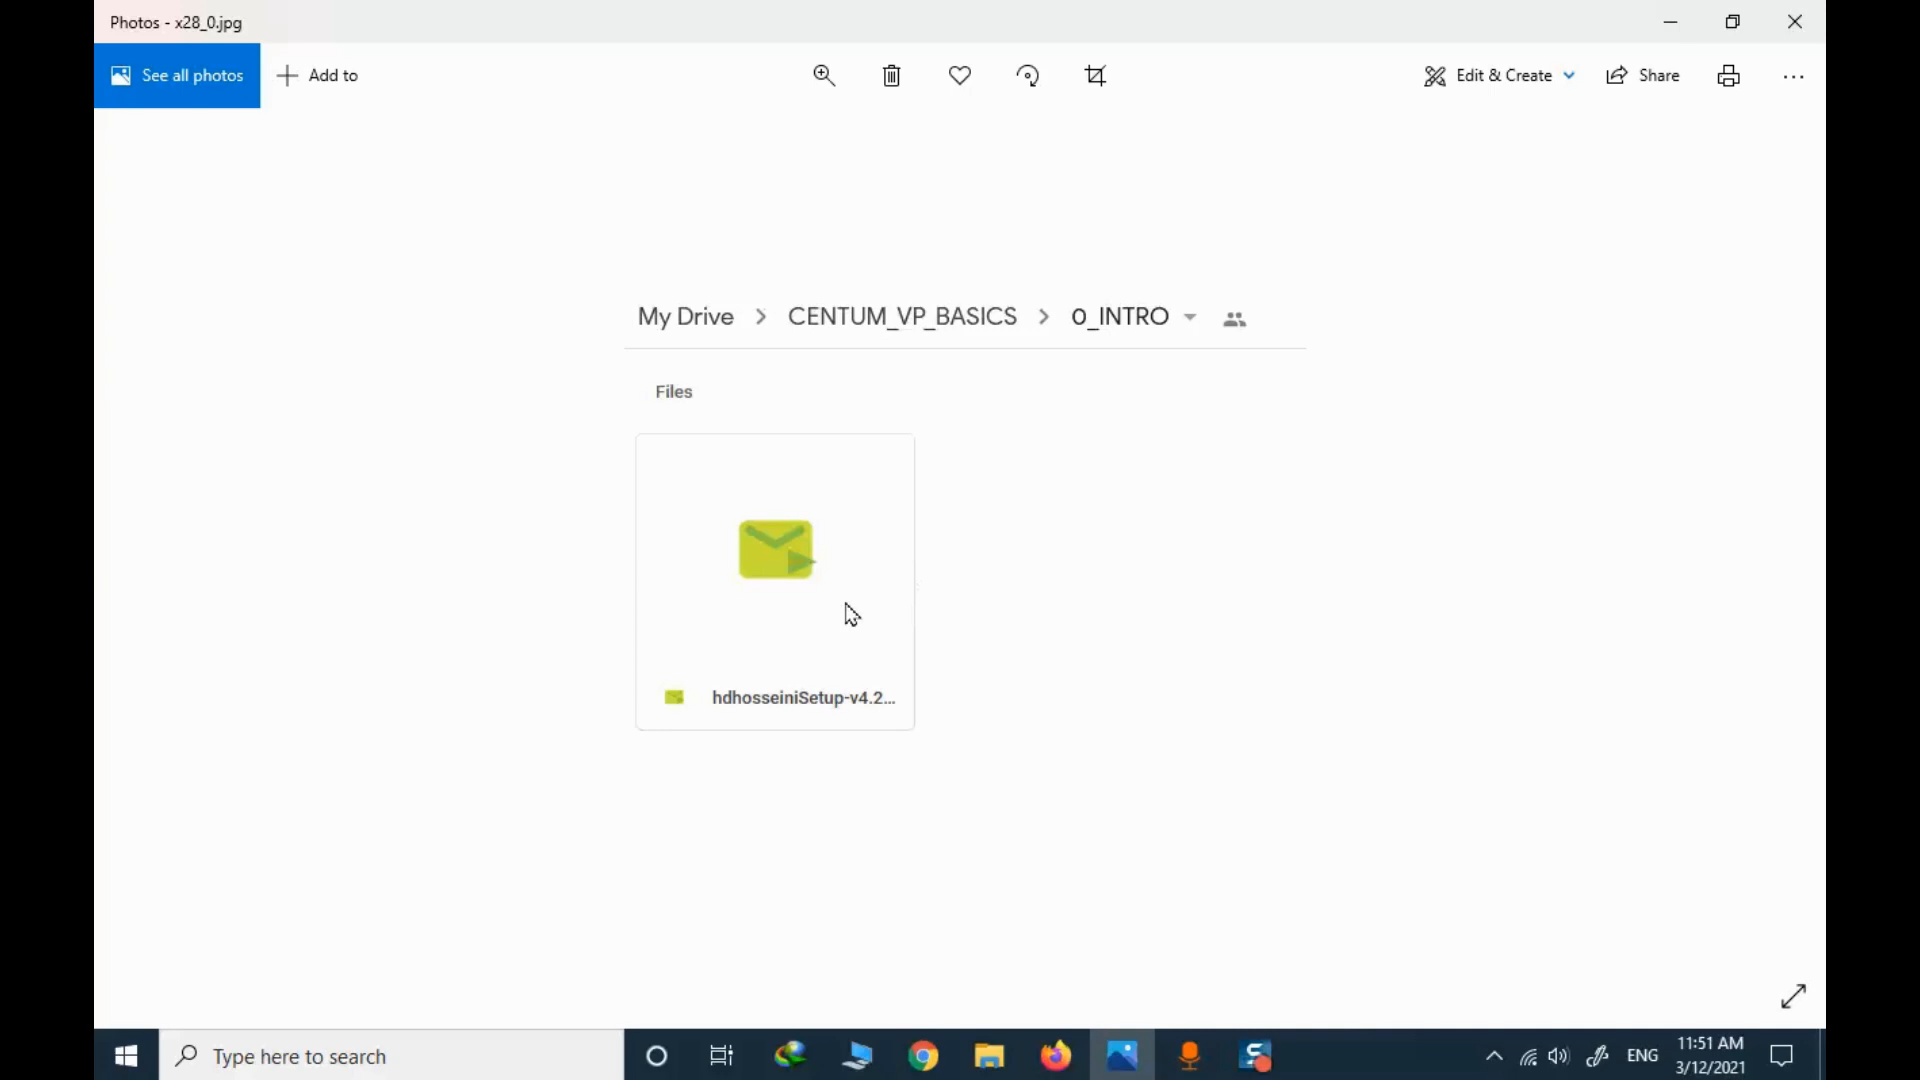 Photos - x28_0.jpg
See all photos
Add to
Edit & Create
Share
My Drive > CENTUM_VP_BASICS > 0_INTRO
Files
hdhosseiniSetup-v4.2...
Type here to search
ENG
11:51 AM
3/12/2021